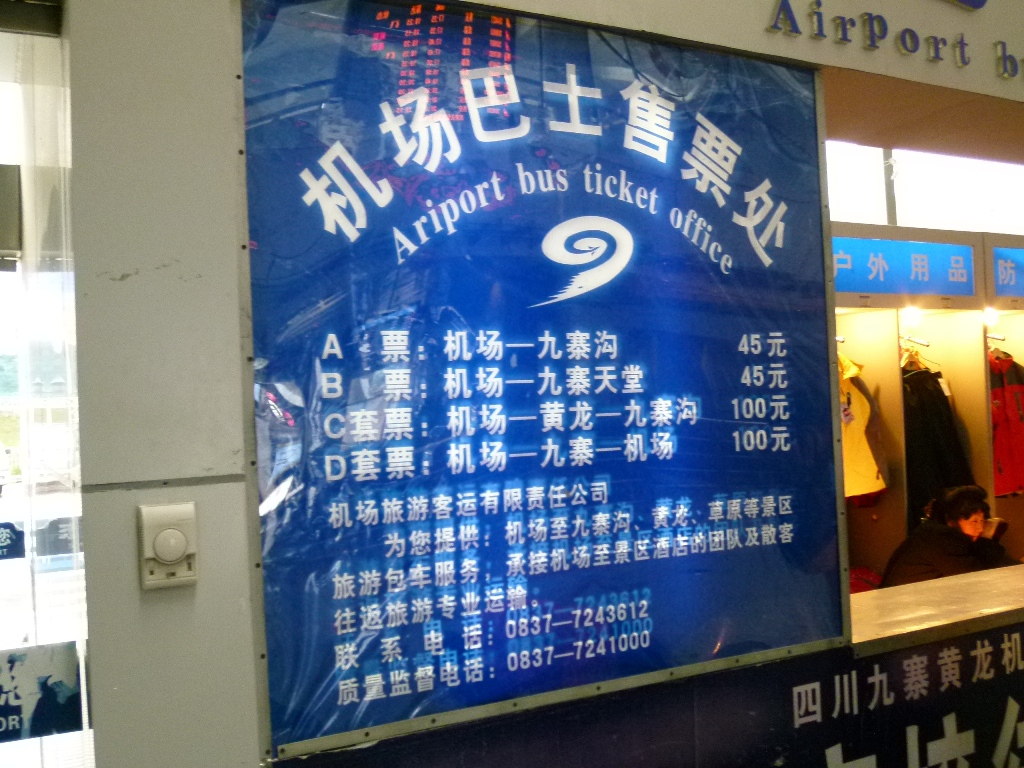 机场巴士售票处
Ariport bus ticket office
A 票：机场—九寨沟 45元
B 票：机场—九寨天堂 45元
C套票：机场—黄龙—九寨沟 100元
D套票：机场—九寨—机场 100元
机场旅游客运有限责任公司
为您提供：机场至九寨沟、黄龙、草原等景区
旅游包车服务；承接机场至景区酒店的团队及散客
往返旅游专业运输。
联系电话：0837—7243612
质量监督电话：0837—7241000
Airport b
户外用品
防
四川九寨黄龙机